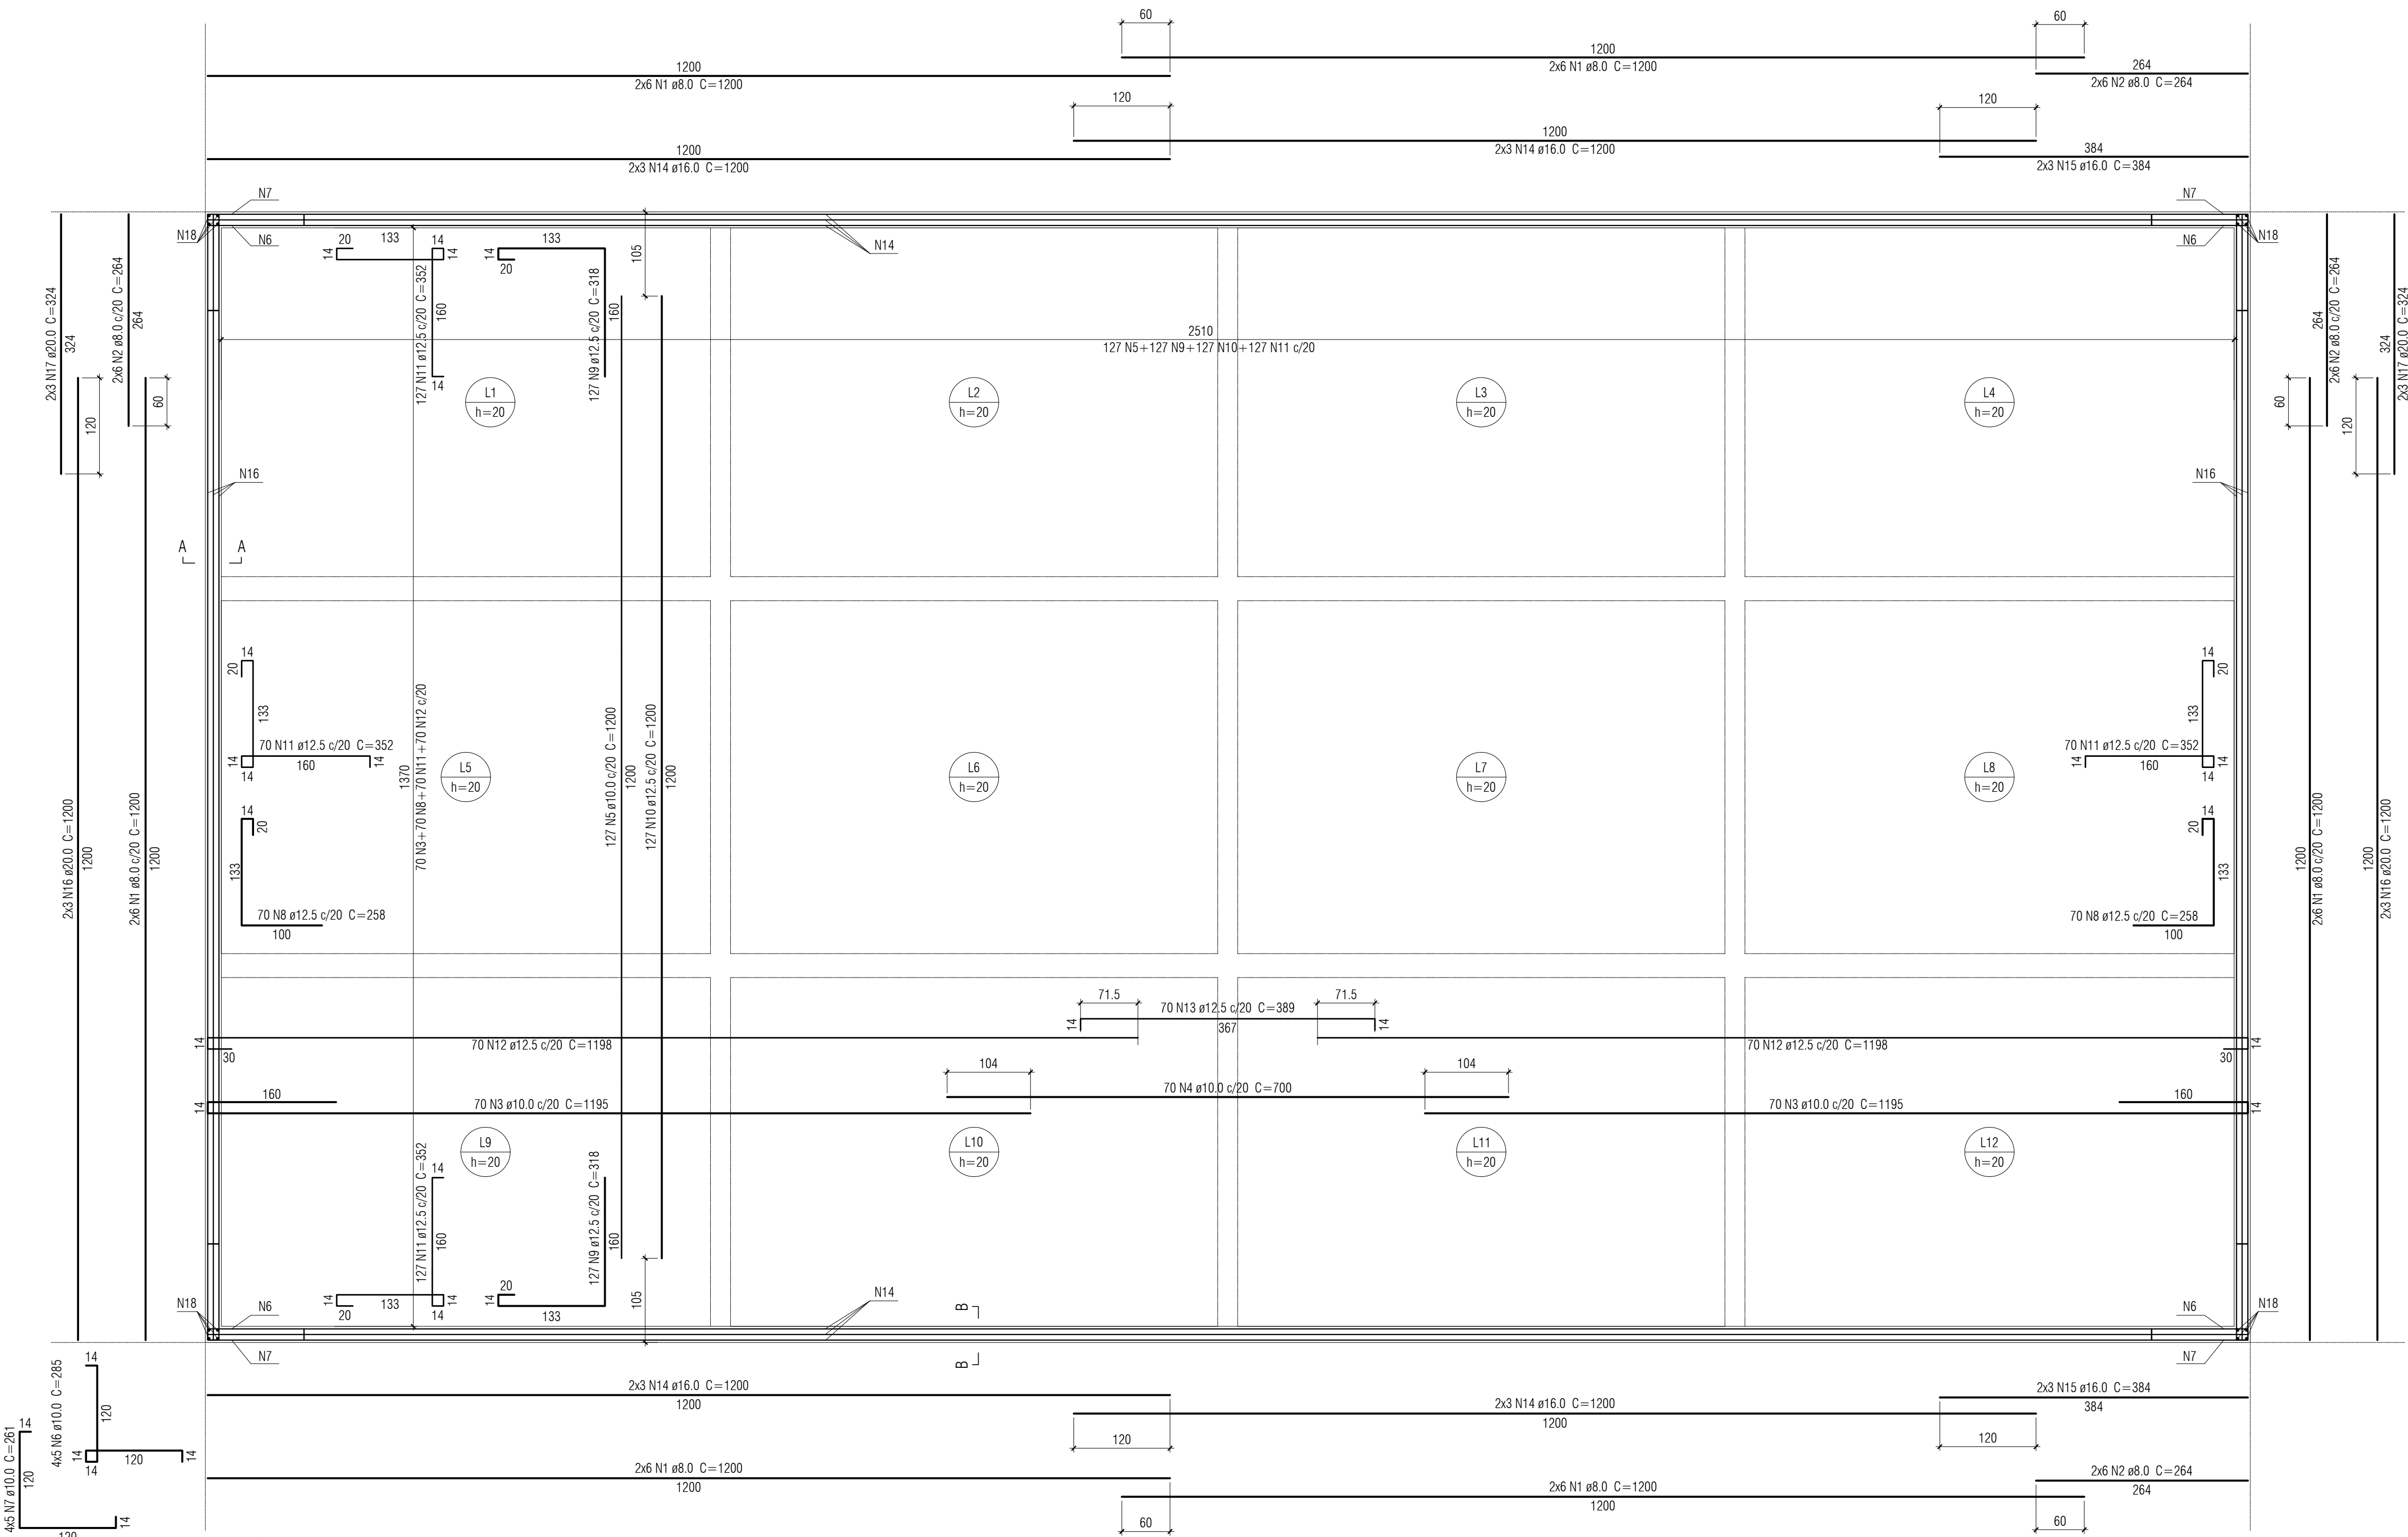 60
60
1200
2x6 N1 ø8.0 C=1200
1200
2x6 N1 ø8.0 C=1200
264
2x6 N2 ø8.0 C=264
120
120
1200
2x3 N14 ø16.0 C=1200
1200
2x3 N14 ø16.0 C=1200
384
2x3 N15 ø16.0 C=384
N7
N7
N18
N6
N14
N6
N18
20
133
14
14
14
14
133
20
105
127 N11 ø12.5 c/20 C=352
160
14
127 N9 ø12.5 c/20 C=318
160
2510
127 N5+127 N9+127 N10+127 N11 c/20
2x3 N17 ø20.0 C=324
324
2x6 N2 ø8.0 c/20 C=264
264
120
60
264
2x6 N2 ø8.0 c/20 C=264
324
2x3 N17 ø20.0 C=324
60
120
L1
h=20
L2
h=20
L3
h=20
L4
h=20
N16
N16
A
A
14
20
133
70 N11 ø12.5 c/20 C=352
14
14
160
14
14
20
133
70 N8 ø12.5 c/20 C=258
100
1370
70 N3+70 N8+70 N11+70 N12 c/20
127 N5 ø10.0 c/20 C=1200
1200
127 N10 ø12.5 c/20 C=1200
1200
L5
h=20
L6
h=20
L7
h=20
L8
h=20
14
20
133
70 N11 ø12.5 c/20 C=352
14
160
14
14
14
20
133
70 N8 ø12.5 c/20 C=258
100
2x3 N16 ø20.0 C=1200
1200
2x6 N1 ø8.0 c/20 C=1200
1200
1200
2x6 N1 ø8.0 c/20 C=1200
1200
2x3 N16 ø20.0 C=1200
71.5
70 N13 ø12.5 c/20 C=389
71.5
14
367
14
14
70 N12 ø12.5 c/20 C=1198
70 N12 ø12.5 c/20 C=1198
14
30
30
104
70 N4 ø10.0 c/20 C=700
104
160
160
14
70 N3 ø10.0 c/20 C=1195
70 N3 ø10.0 c/20 C=1195
14
L9
h=20
L10
h=20
L11
h=20
L12
h=20
127 N11 ø12.5 c/20 C=352
14
160
127 N9 ø12.5 c/20 C=318
160
14
133
20
14
14
20
14
133
105
N18
N6
N14
B
N6
N18
N7
B
N7
2x3 N14 ø16.0 C=1200
1200
2x3 N14 ø16.0 C=1200
1200
2x3 N15 ø16.0 C=384
384
120
120
14
4x5 N6 ø10.0 C=285
120
14
14
120
14
4x5 N7 ø10.0 C=261
14
120
14
120
2x6 N1 ø8.0 C=1200
1200
2x6 N1 ø8.0 C=1200
1200
2x6 N2 ø8.0 C=264
264
60
60